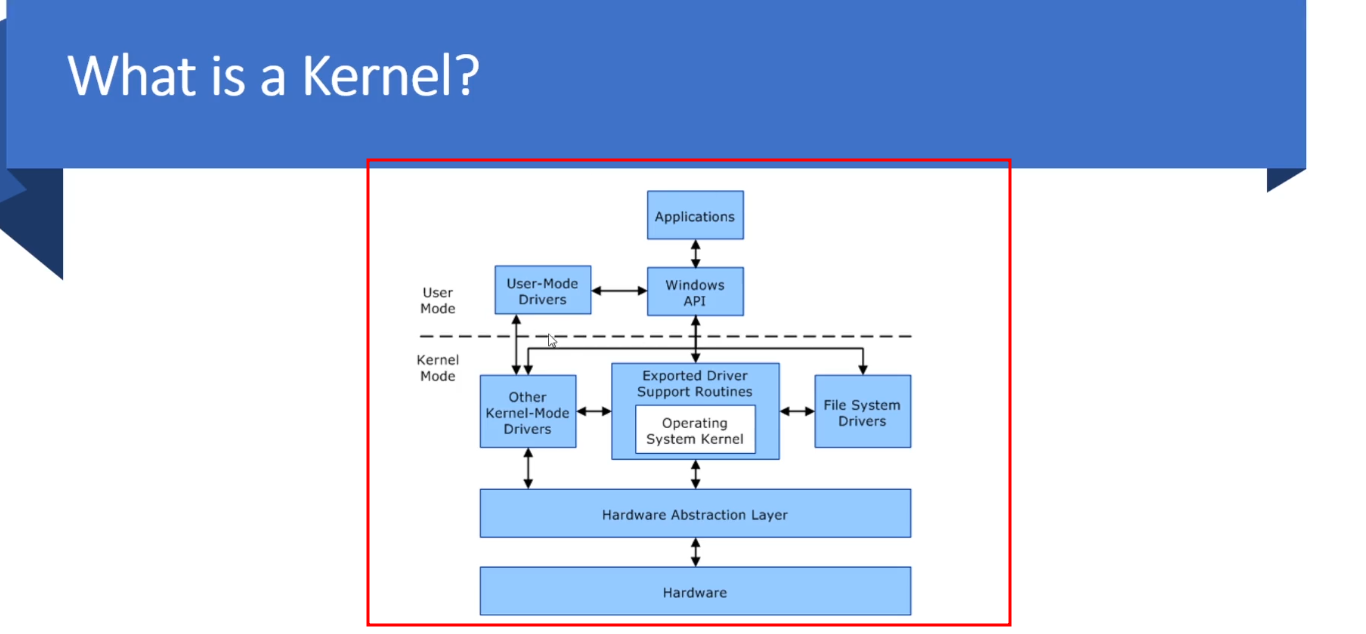 What is a Kernel?
Applications
User-Mode
Drivers
Windows
API
User
Mode
Kernel
Mode
Other
Kernel-Mode
Drivers
Exported Driver
Support Routines
Operating
System Kernel
File System
Drivers
Hardware Abstraction Layer
Hardware